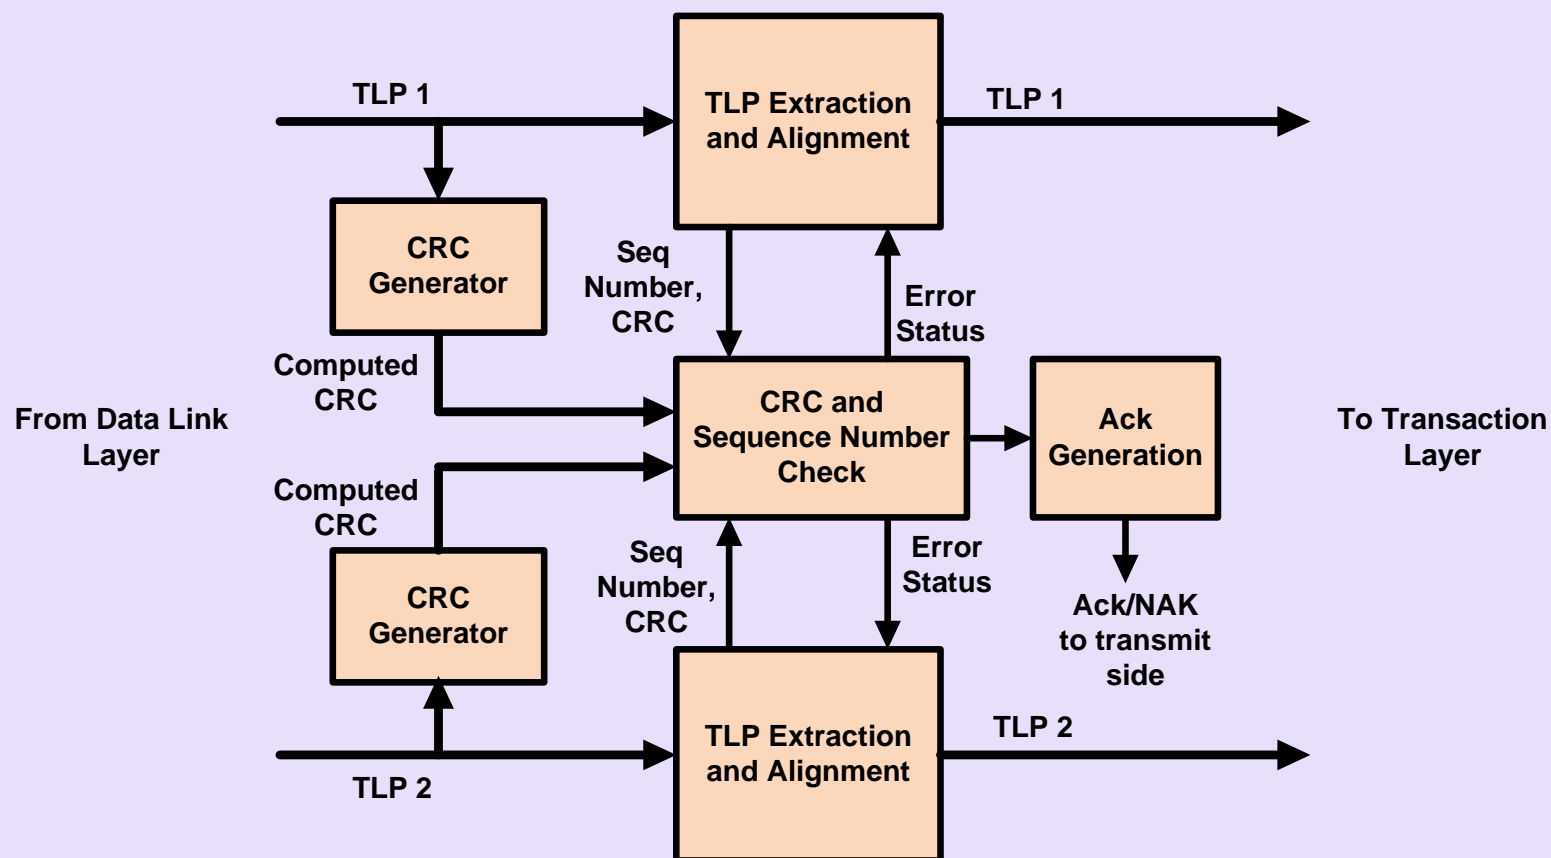 TLP 1
TLP Extraction
and Alignment
TLP 1
CRC
Generator
Seq
Number,
CRC
Error
Status
Computed
CRC
From Data Link
Layer
CRC and
Sequence Number
Check
Ack
Generation
To Transaction
Layer
Computed
CRC
Seq
Number,
CRC
Error
Status
CRC
Generator
Ack/NAK
to transmit
side
TLP 2
TLP Extraction
and Alignment
TLP 2